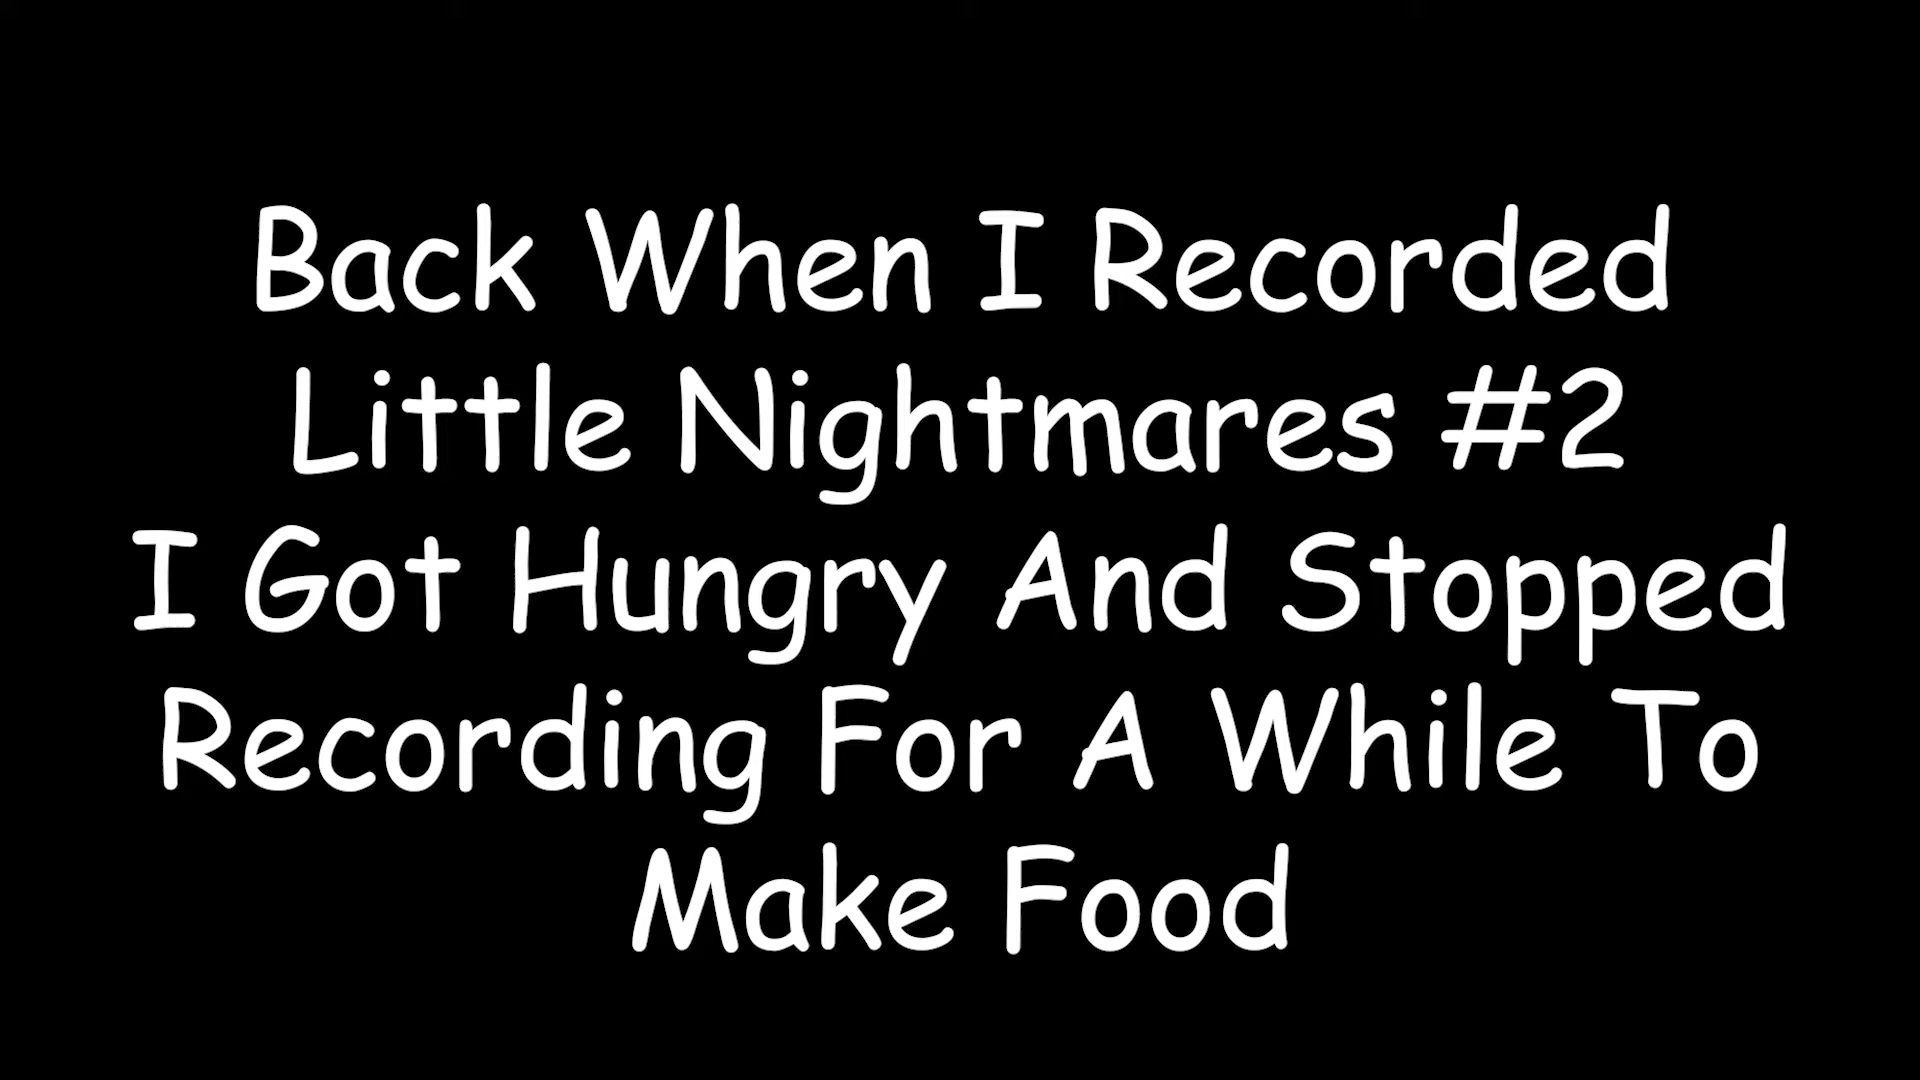 Back When I Recorded
Little Nightmares #2
I Got Hungry And Stopped
Recording For A While To
Make Food